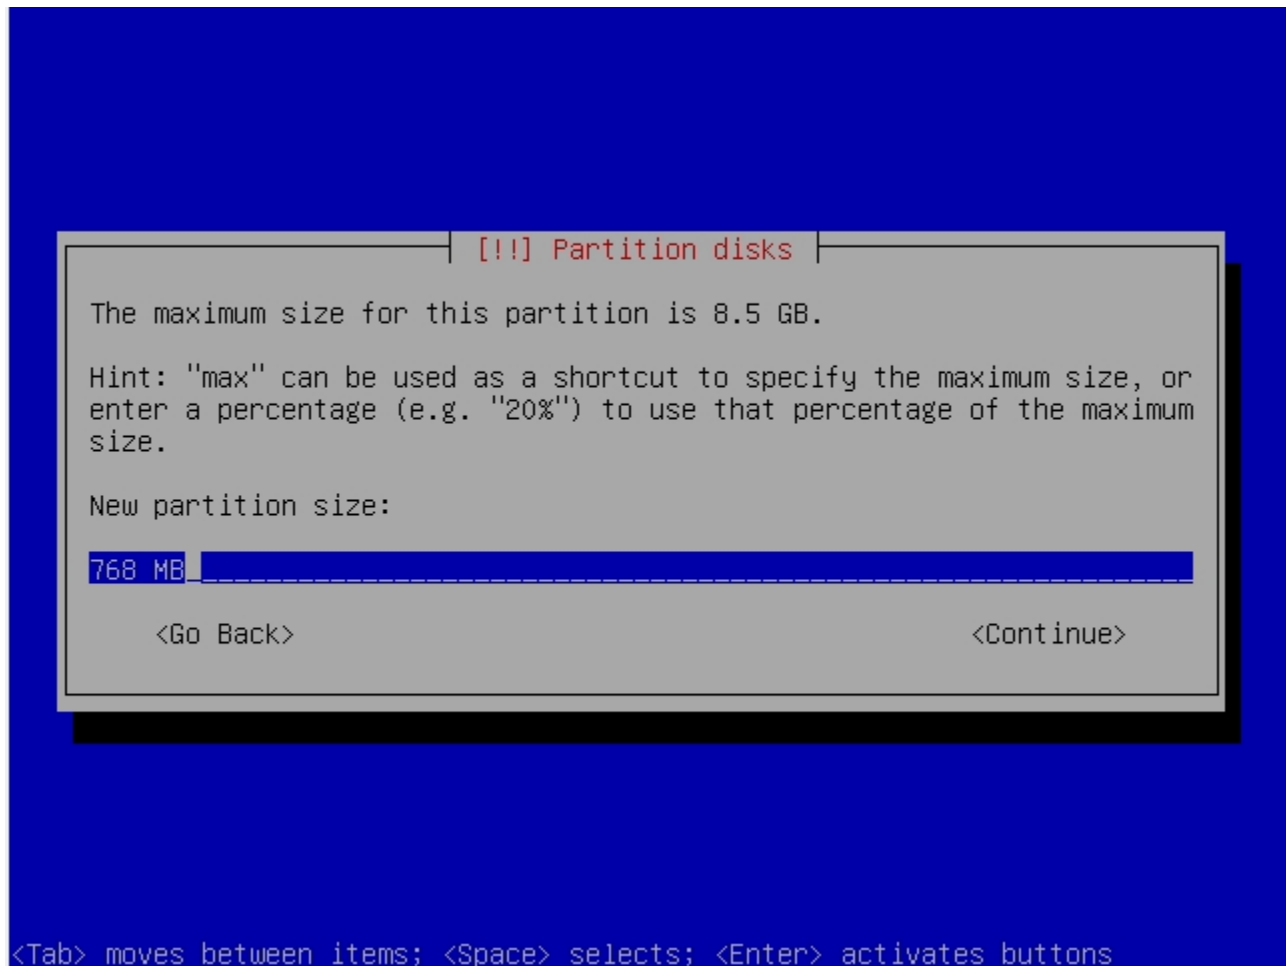 [!!] Partition disks
The maximum size for this partition is 8.5 GB.
Hint: "max" can be used as a shortcut to specify the maximum size, or
enter a percentage (e.g. "20%") to use that percentage of the maximum
size.
New partition size:
768 MB
<Go Back> <Continue>
<Tab> moves between items; <Space> selects; <Enter> activates buttons